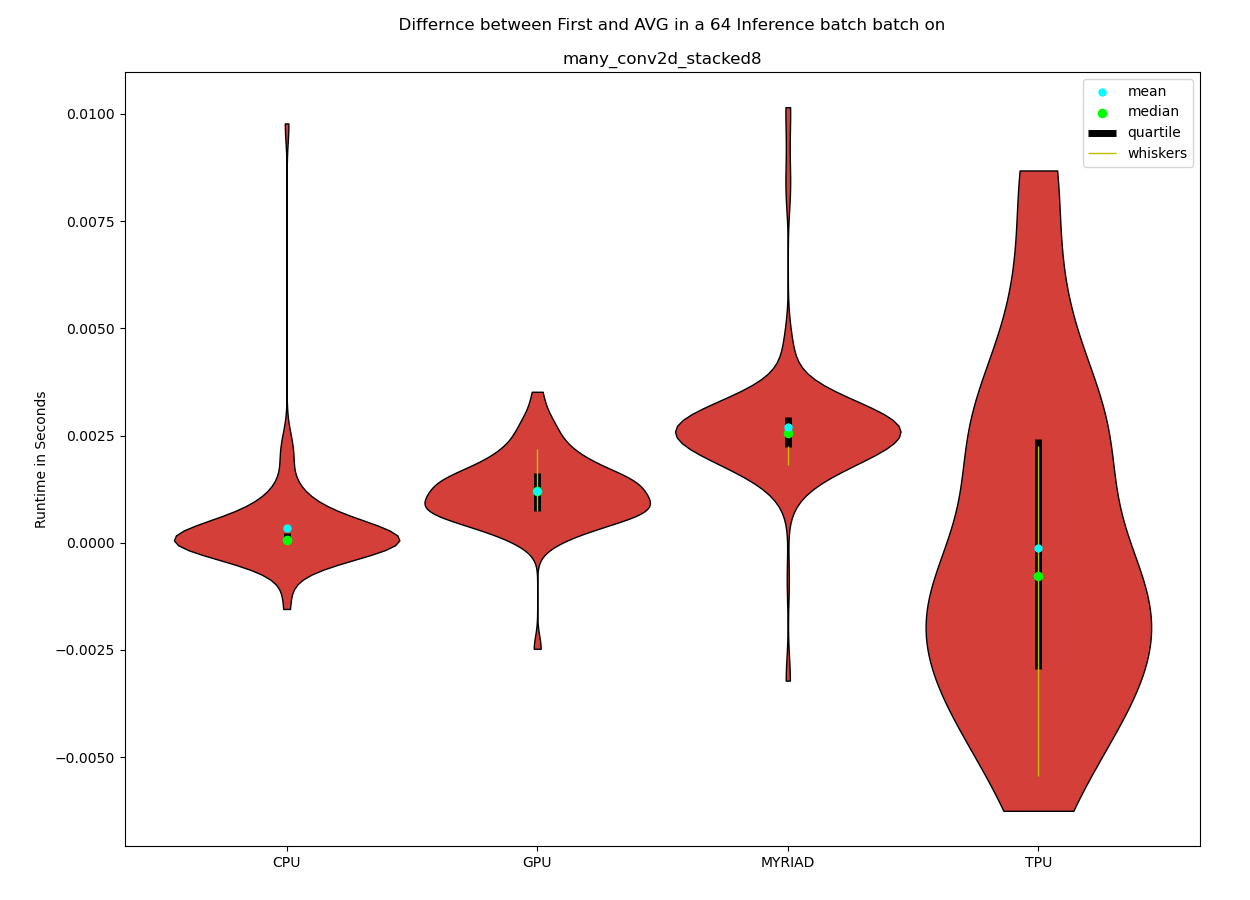 Differnce between First and AVG in a 64 Inference batch batch on
many_conv2d_stacked8
mean
median
quartile
whiskers
0.0100
0.0075
0.0050
0.0025
0.0000
−0.0025
−0.0050
Runtime in Seconds
CPU GPU MYRIAD TPU